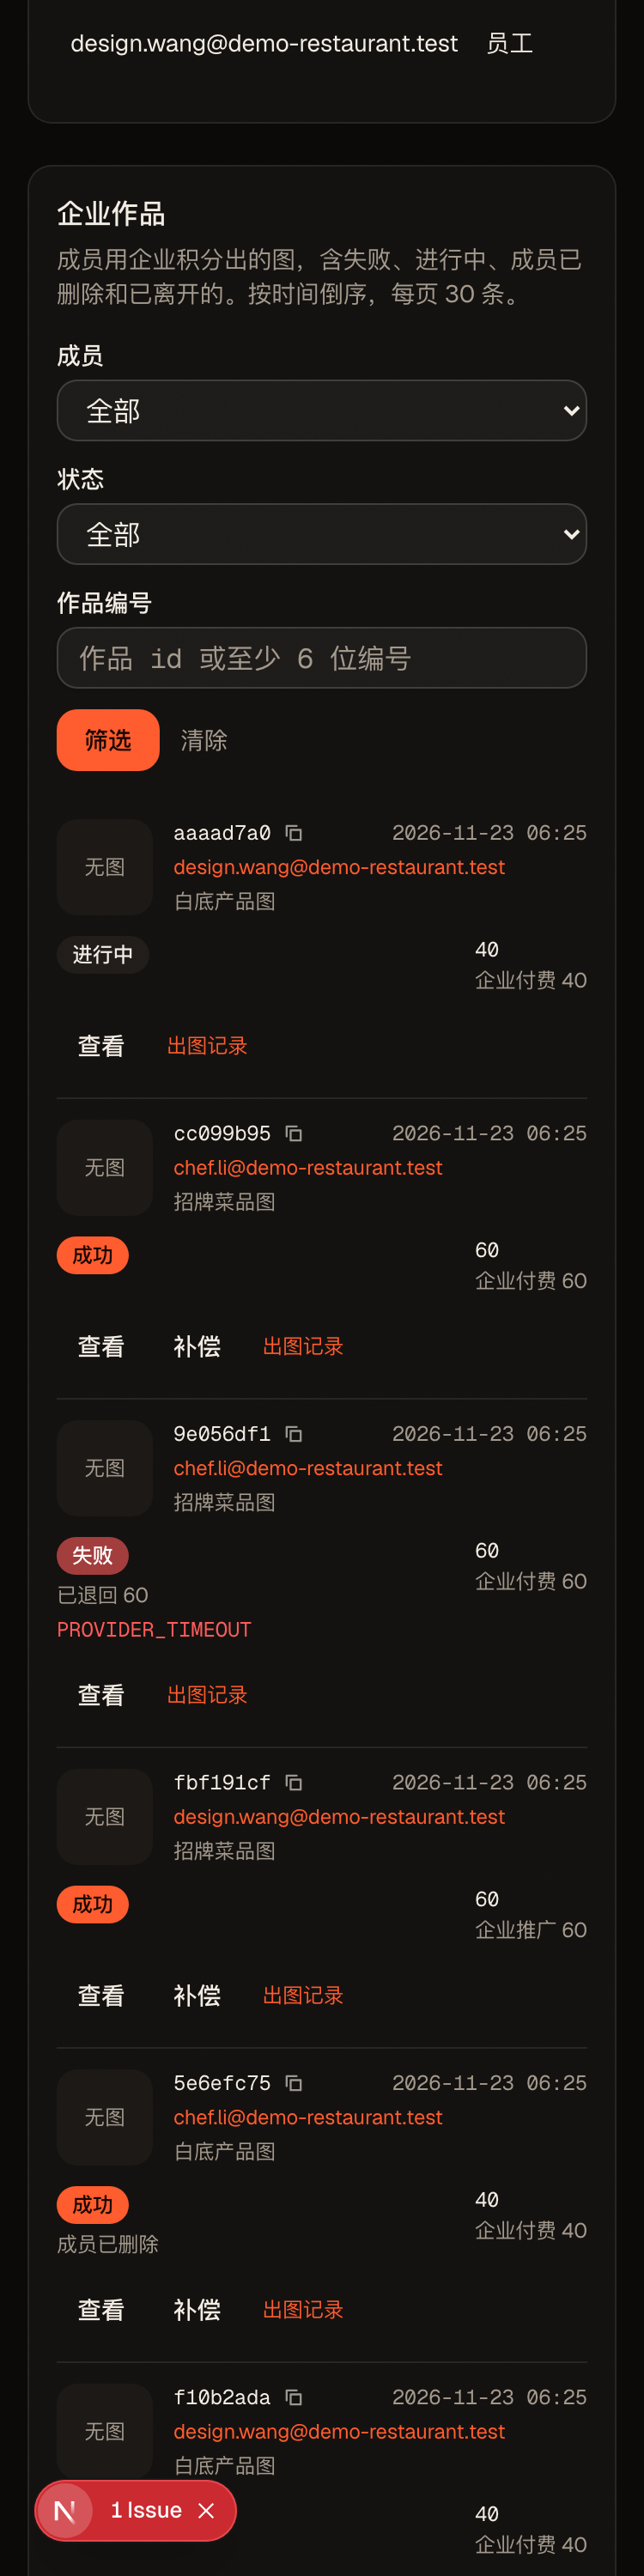 design.wang@demo-restaurant.test 员工
企业作品
成员用企业积分出的图，含失败、进行中、成员已
删除和已离开的。按时间倒序，每页 30 条。
成员
全部
状态
全部
作品编号
作品 id 或至少 6 位编号
筛选 清除
无图
aaaad7a0 2026-11-23 06:25
design.wang@demo-restaurant.test
白底产品图
进行中
40
企业付费 40
查看 出图记录
无图
cc099b95 2026-11-23 06:25
chef.li@demo-restaurant.test
招牌菜品图
成功
60
企业付费 60
查看 补偿 出图记录
无图
9e056df1 2026-11-23 06:25
chef.li@demo-restaurant.test
招牌菜品图
失败
已退回 60
PROVIDER_TIMEOUT
60
企业付费 60
查看 出图记录
无图
fbf191cf 2026-11-23 06:25
design.wang@demo-restaurant.test
招牌菜品图
成功
60
企业推广 60
查看 补偿 出图记录
无图
5e6efc75 2026-11-23 06:25
chef.li@demo-restaurant.test
白底产品图
成功
成员已删除
40
企业付费 40
查看 补偿 出图记录
无图
f10b2ada 2026-11-23 06:25
design.wang@demo-restaurant.test
白底产品图
40
企业付费 40
N 1 Issue